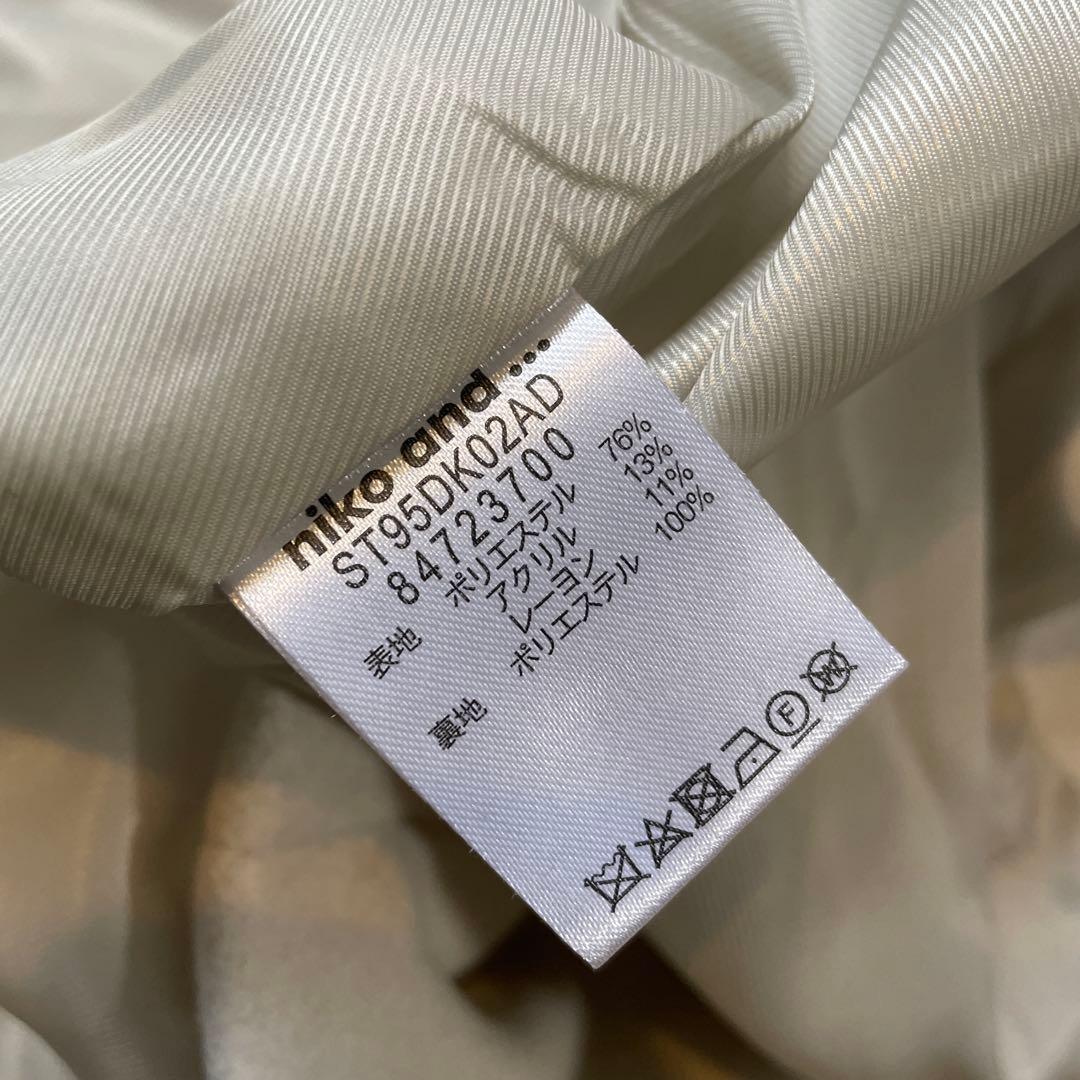 niko and ...
ST95DK02AD
84723700
表地 ポリエステル 76%
アクリル 13%
レーヨン 11%
裏地 ポリエステル 100%
F
W